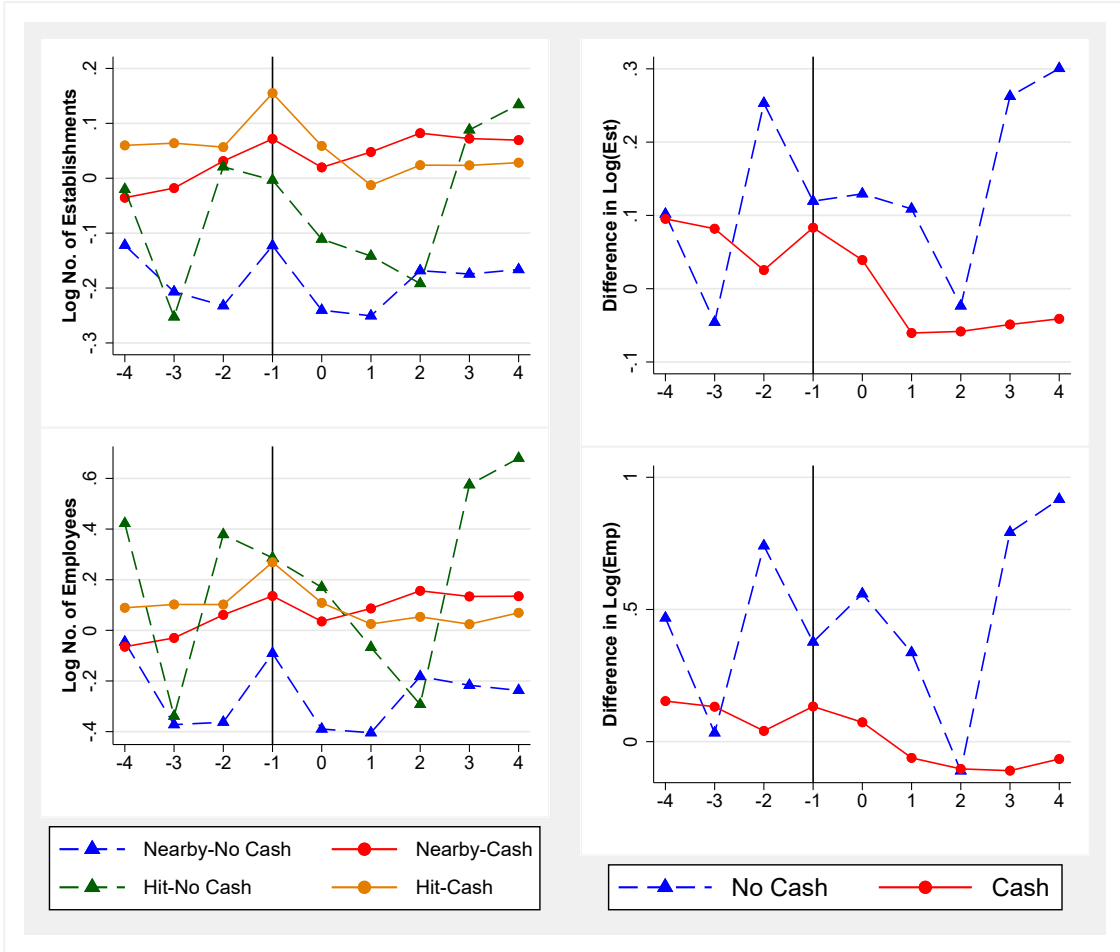 Log No. of Establishments
.2
.1
0
-.1
-.2
-.3
-4 -3 -2 -1 0 1 2 3 4
Difference in Log(Est)
.3
.2
.1
0
-.1
-4 -3 -2 -1 0 1 2 3 4
Log No. of Employees
.6
.4
.2
0
-.2
-.4
-4 -3 -2 -1 0 1 2 3 4
Difference in Log(Emp)
1
.5
0
-4 -3 -2 -1 0 1 2 3 4
Nearby-No Cash Nearby-Cash
Hit-No Cash Hit-Cash
No Cash Cash